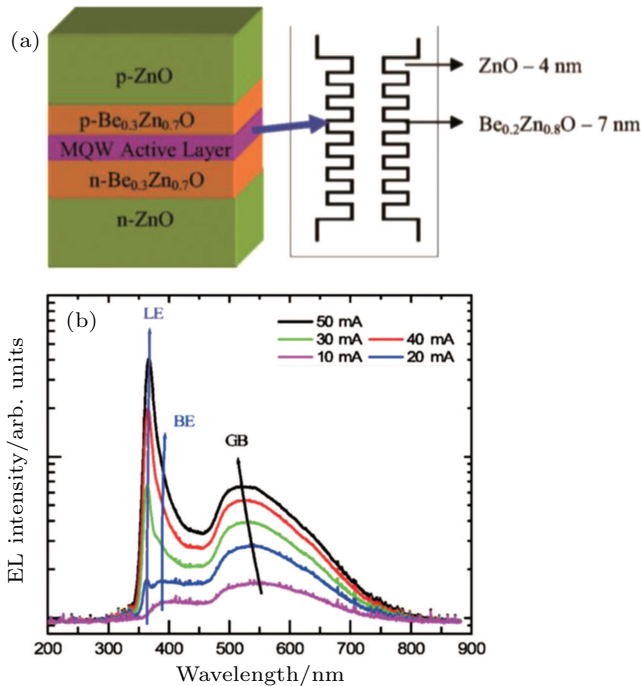 (a)
p-ZnO
p-Be₀.₃Zn₀.₇O
MQW Active Layer
n-Be₀.₃Zn₀.₇O
n-ZnO
ZnO – 4 nm
Be₀.₂Zn₀.₈O – 7 nm
(b)
LE
BE
GB
50 mA
30 mA 40 mA
10 mA 20 mA
EL intensity/arb. units
200 300 400 500 600 700 800 900
Wavelength/nm